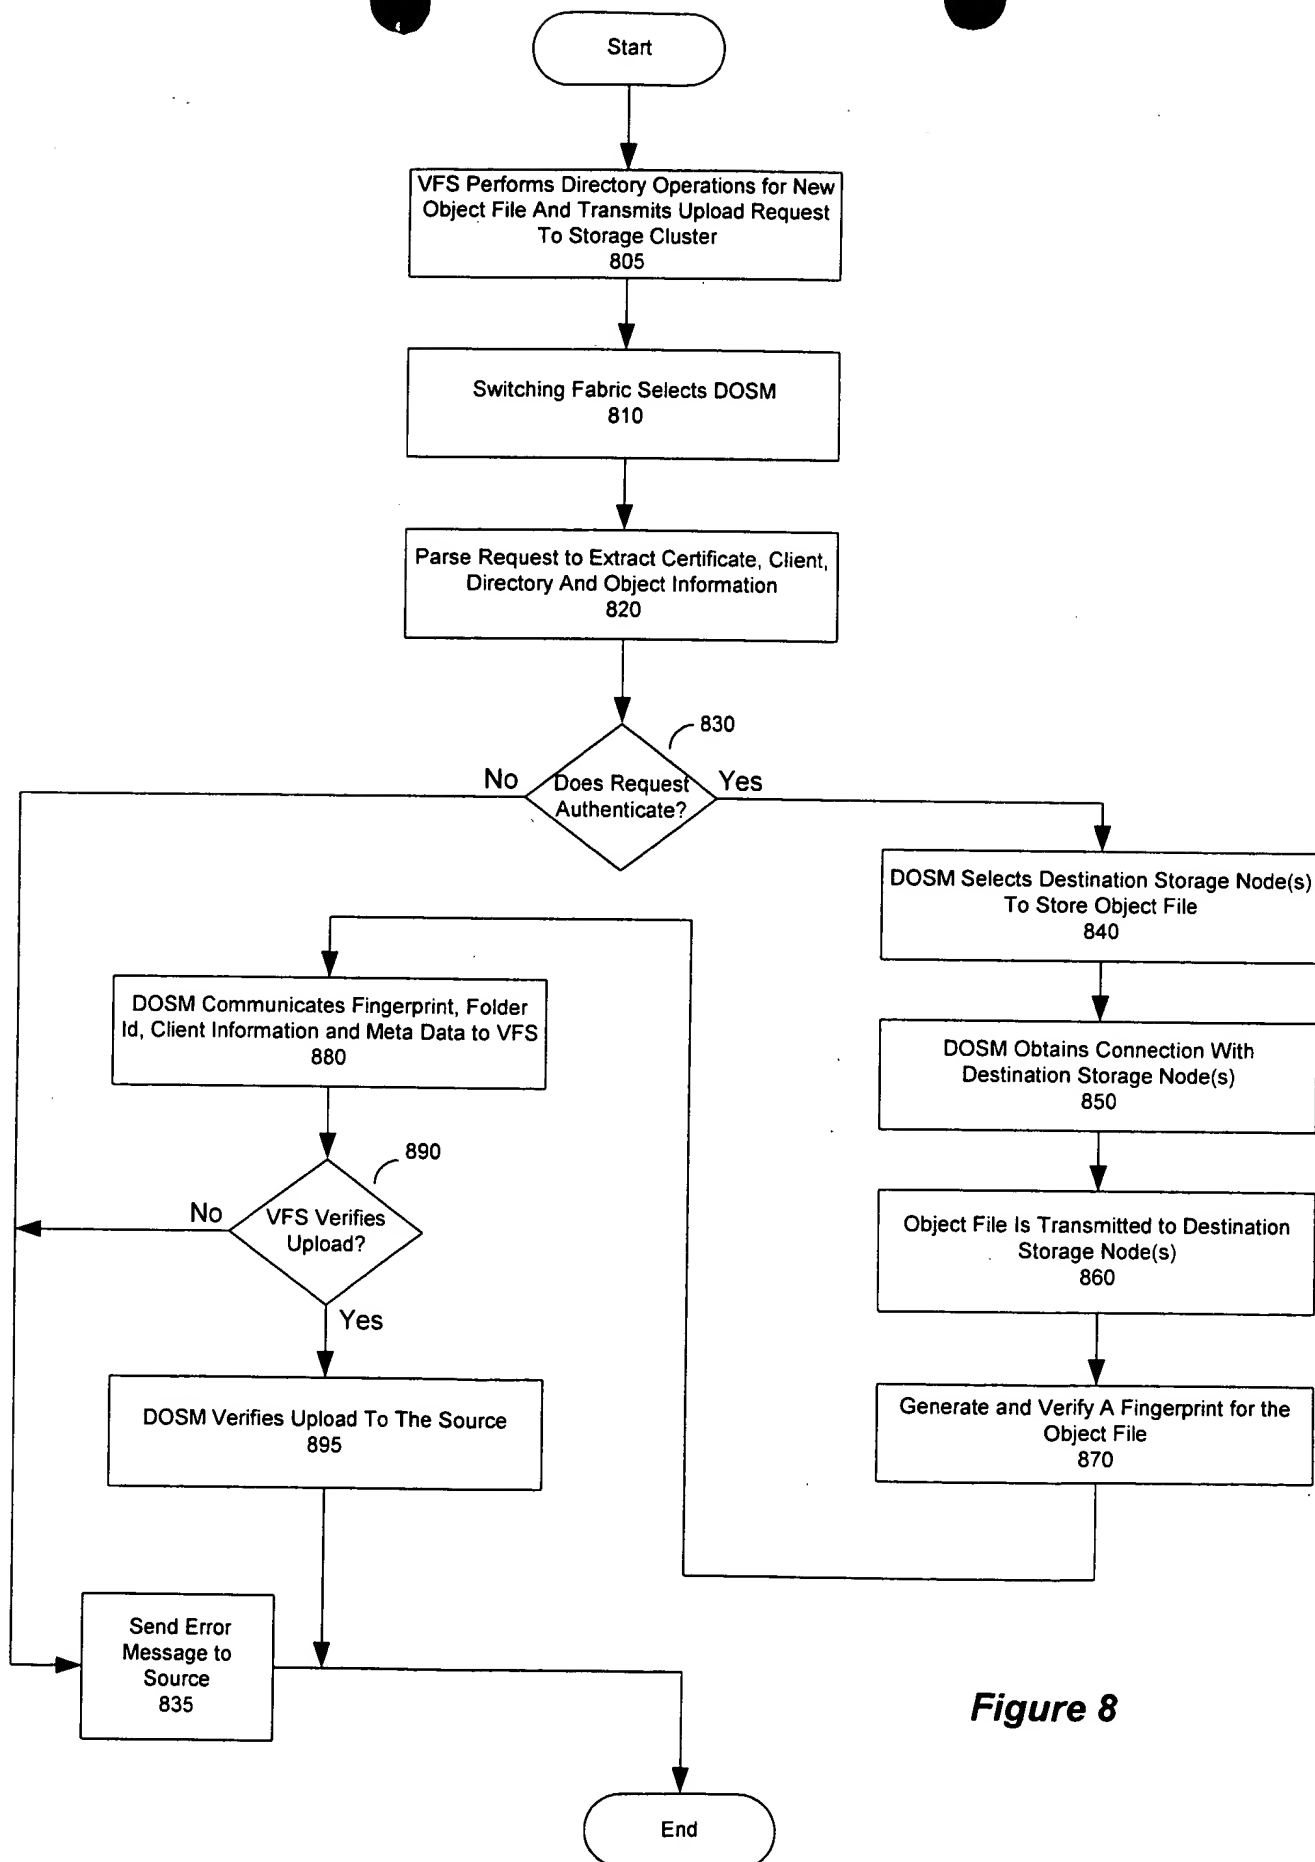 Start
VFS Performs Directory Operations for New
Object File And Transmits Upload Request
To Storage Cluster
805
Switching Fabric Selects DOSM
810
Parse Request to Extract Certificate, Client,
Directory And Object Information
820
830
No
Does Request
Authenticate?
Yes
DOSM Selects Destination Storage Node(s)
To Store Object File
840
DOSM Obtains Connection With
Destination Storage Node(s)
850
Object File Is Transmitted to Destination
Storage Node(s)
860
Generate and Verify A Fingerprint for the
Object File
870
DOSM Communicates Fingerprint, Folder
Id, Client Information and Meta Data to VFS
880
890
No
VFS Verifies
Upload?
Yes
DOSM Verifies Upload To The Source
895
Send Error
Message to
Source
835
Figure 8
End